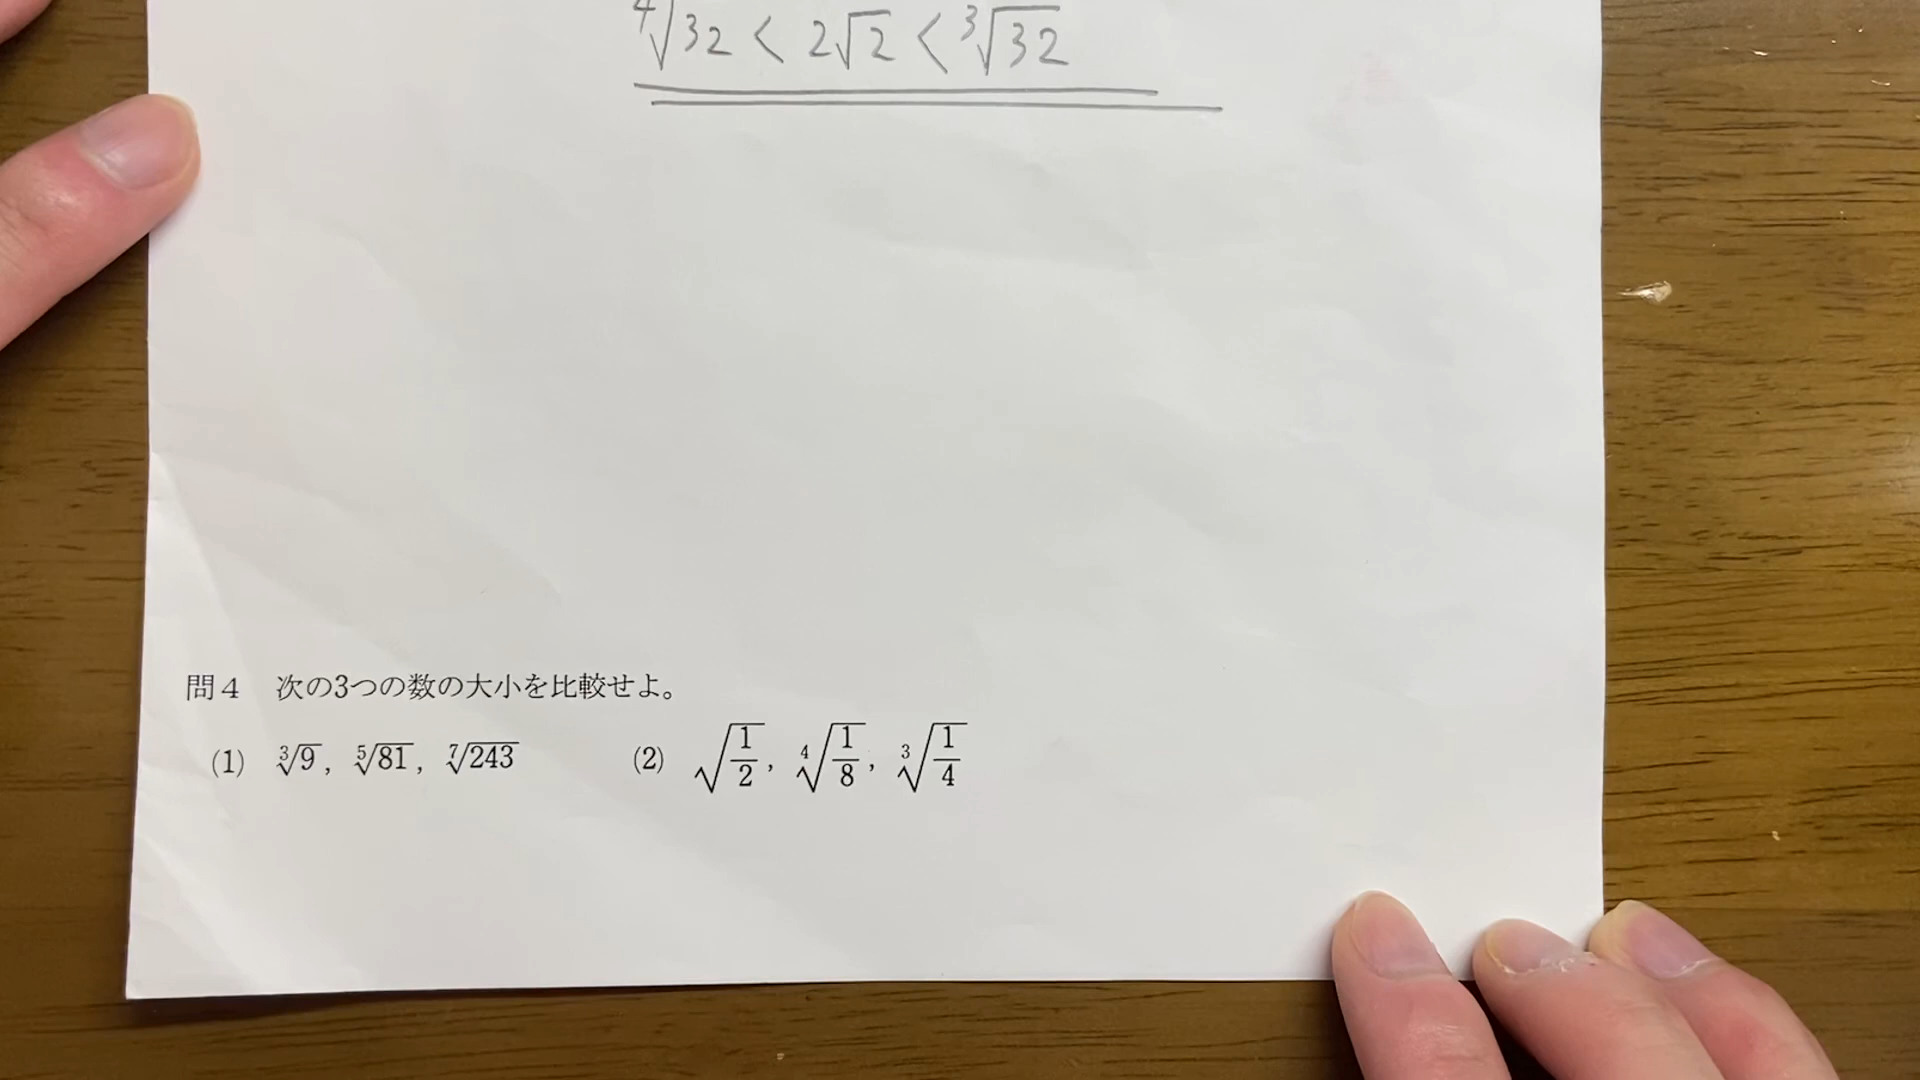 ⁴√32 < 2√2 < ³√32
問4 次の3つの数の大小を比較せよ。
(1) ³√9, ⁵√81, ⁷√243 (2) √(1/2), ⁴√(1/8), ³√(1/4)